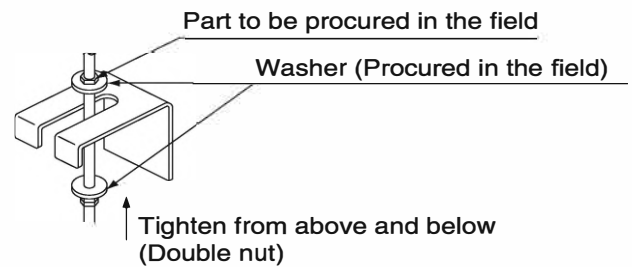 Part to be procured in the field
Washer (Procured in the field)
Tighten from above and below
(Double nut)